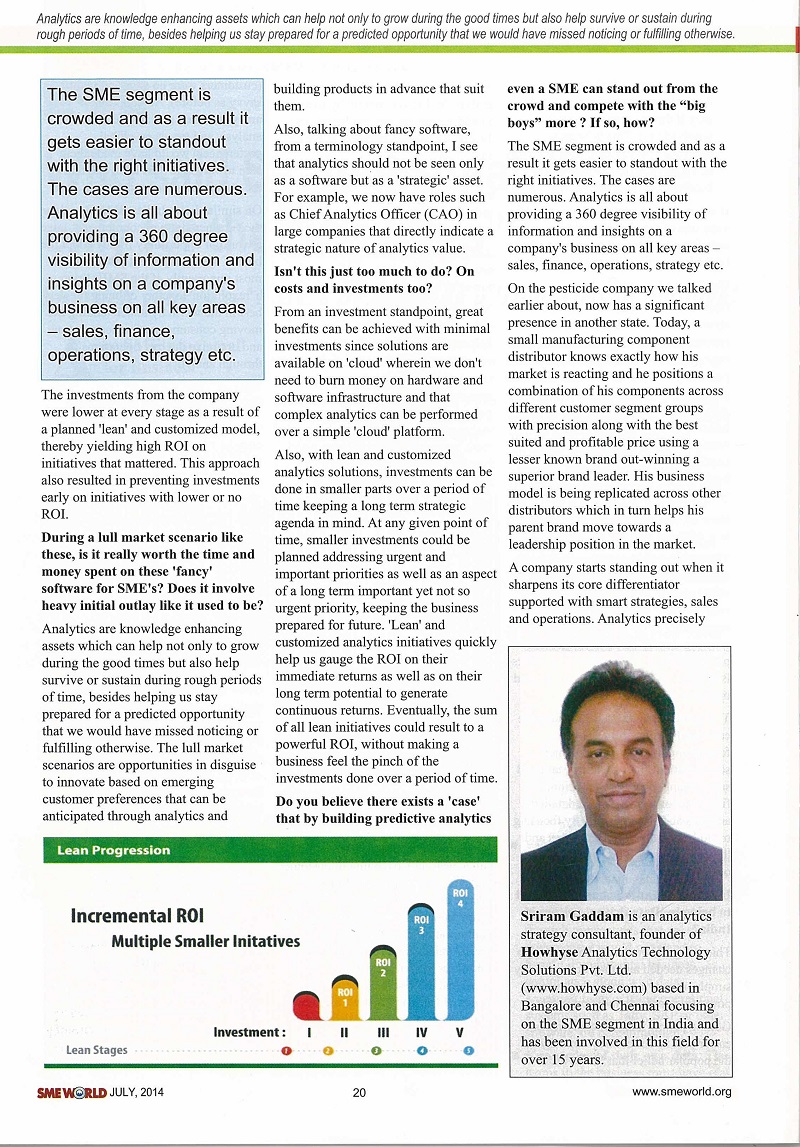 Analytics are knowledge enhancing assets which can help not only to grow during the good times but also help survive or sustain during
rough periods of time, besides helping us stay prepared for a predicted opportunity that we would have missed noticing or fulfilling otherwise.
The SME segment is
crowded and as a result it
gets easier to standout
with the right initiatives.
The cases are numerous.
Analytics is all about
providing a 360 degree
visibility of information and
insights on a company's
business on all key areas
– sales, finance,
operations, strategy etc.
The investments from the company
were lower at every stage as a result of
a planned 'lean' and customized model,
thereby yielding high ROI on
initiatives that mattered. This approach
also resulted in preventing investments
early on initiatives with lower or no
ROI.
During a lull market scenario like
these, is it really worth the time and
money spent on these 'fancy'
software for SME's? Does it involve
heavy initial outlay like it used to be?
Analytics are knowledge enhancing
assets which can help not only to grow
during the good times but also help
survive or sustain during rough periods
of time, besides helping us stay
prepared for a predicted opportunity
that we would have missed noticing or
fulfilling otherwise. The lull market
scenarios are opportunities in disguise
to innovate based on emerging
customer preferences that can be
anticipated through analytics and
building products in advance that suit
them.
Also, talking about fancy software,
from a terminology standpoint, I see
that analytics should not be seen only
as a software but as a 'strategic' asset.
For example, we now have roles such
as Chief Analytics Officer (CAO) in
large companies that directly indicate a
strategic nature of analytics value.
Isn't this just too much to do? On
costs and investments too?
From an investment standpoint, great
benefits can be achieved with minimal
investments since solutions are
available on 'cloud' wherein we don't
need to burn money on hardware and
software infrastructure and that
complex analytics can be performed
over a simple 'cloud' platform.
Also, with lean and customized
analytics solutions, investments can be
done in smaller parts over a period of
time keeping a long term strategic
agenda in mind. At any given point of
time, smaller investments could be
planned addressing urgent and
important priorities as well as an aspect
of a long term important yet not so
urgent priority, keeping the business
prepared for future. 'Lean' and
customized analytics initiatives quickly
help us gauge the ROI on their
immediate returns as well as on their
long term potential to generate
continuous returns. Eventually, the sum
of all lean initiatives could result to a
powerful ROI, without making a
business feel the pinch of the
investments done over a period of time.
Do you believe there exists a 'case'
that by building predictive analytics
even a SME can stand out from the
crowd and compete with the “big
boys” more ? If so, how?
The SME segment is crowded and as a
result it gets easier to standout with the
right initiatives. The cases are
numerous. Analytics is all about
providing a 360 degree visibility of
information and insights on a
company's business on all key areas –
sales, finance, operations, strategy etc.
On the pesticide company we talked
earlier about, now has a significant
presence in another state. Today, a
small manufacturing component
distributor knows exactly how his
market is reacting and he positions a
combination of his components across
different customer segment groups
with precision along with the best
suited and profitable price using a
lesser known brand out-winning a
superior brand leader. His business
model is being replicated across other
distributors which in turn helps his
parent brand move towards a
leadership position in the market.
A company starts standing out when it
sharpens its core differentiator
supported with smart strategies, sales
and operations. Analytics precisely
Lean Progression
Incremental ROI
Multiple Smaller Initatives
ROI
1
ROI
2
ROI
3
ROI
4
Investment : I II III IV V
Lean Stages 1 2 3 4 5
Sriram Gaddam is an analytics
strategy consultant, founder of
Howhyse Analytics Technology
Solutions Pvt. Ltd.
(www.howhyse.com) based in
Bangalore and Chennai focusing
on the SME segment in India and
has been involved in this field for
over 15 years.
SME WORLD JULY, 2014
20
www.smeworld.org